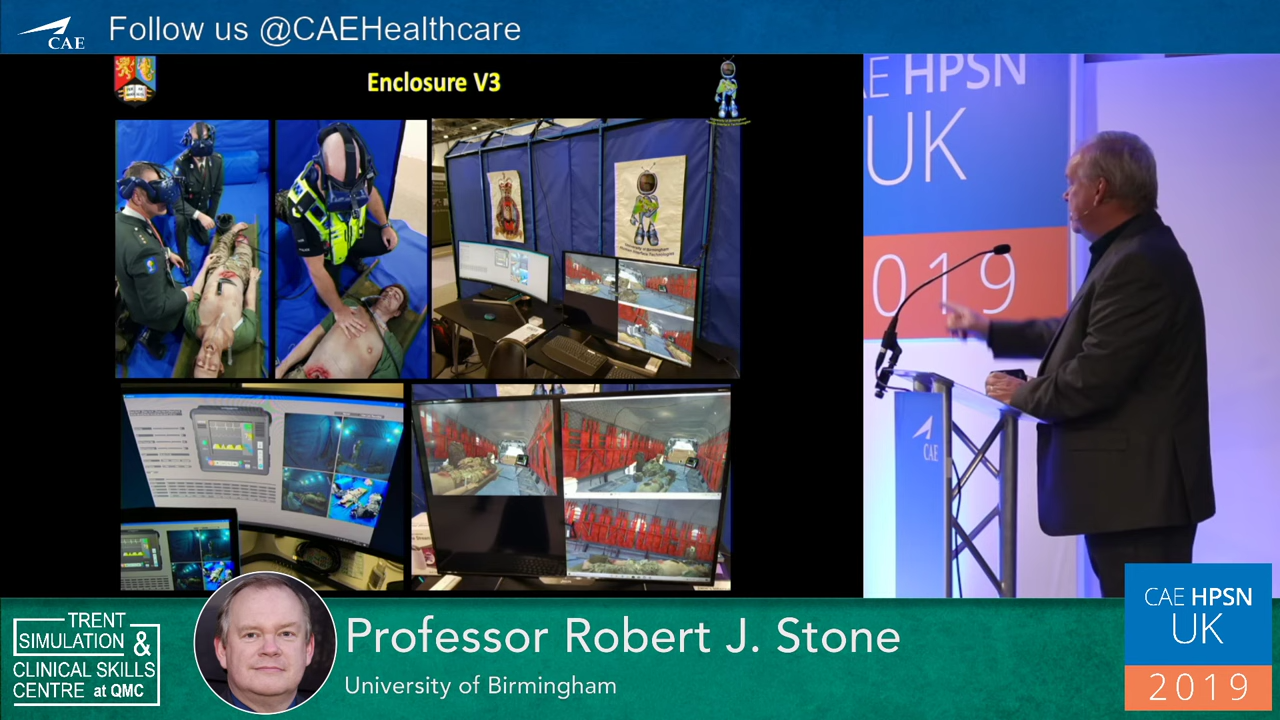 CAE
Follow us @CAEHealthcare
Enclosure V3
CAE HPSN
UK
2019
CAE
TRENT
SIMULATION &
CLINICAL SKILLS
CENTRE at QMC
Professor Robert J. Stone
University of Birmingham
CAE HPSN
UK
2019